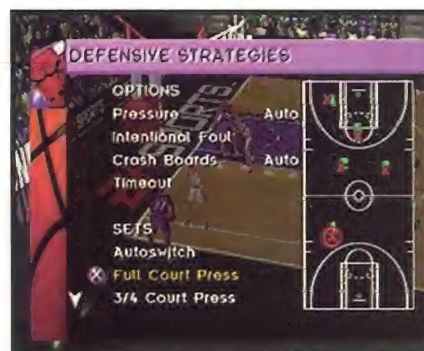 DEFENSIVE STRATEGIES
OPTIONS
Pressure Auto
Intentional Foul
Crash Boards Auto
Timeout
SETS
Autoswitch
Full Court Press
3/4 Court Press